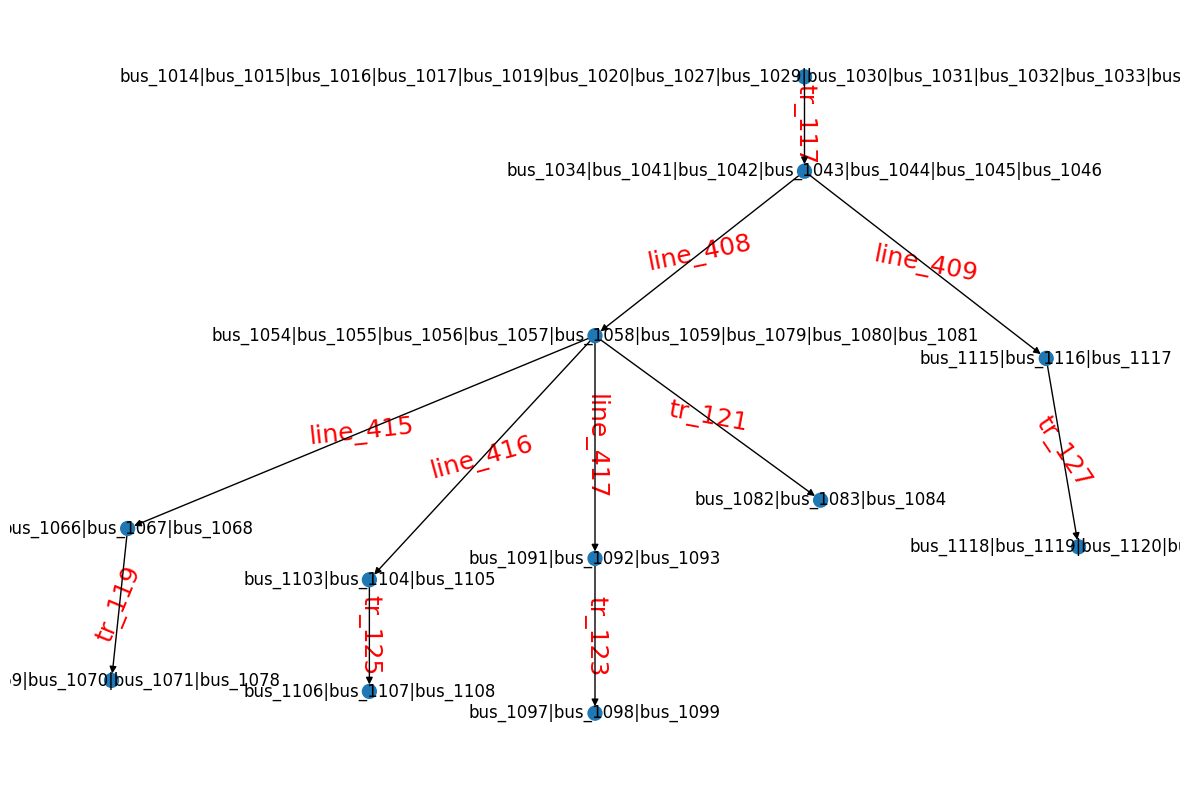 bus_1014|bus_1015|bus_1016|bus_1017|bus_1019|bus_1020|bus_1027|bus_1029|bus_1030|bus_1031|bus_1032|bus_1033|bus
tr_117
bus_1034|bus_1041|bus_1042|bus_1043|bus_1044|bus_1045|bus_1046
line_408
line_409
bus_1054|bus_1055|bus_1056|bus_1057|bus_1058|bus_1059|bus_1079|bus_1080|bus_1081
bus_1115|bus_1116|bus_1117
line_415
line_416
line_417
tr_121
tr_127
bus_1082|bus_1083|bus_1084
bus_1066|bus_1067|bus_1068
bus_1118|bus_1119|bus_1120|
bus_1091|bus_1092|bus_1093
bus_1103|bus_1104|bus_1105
tr_119
tr_125
tr_123
9|bus_1070|bus_1071|bus_1078
bus_1106|bus_1107|bus_1108
bus_1097|bus_1098|bus_1099